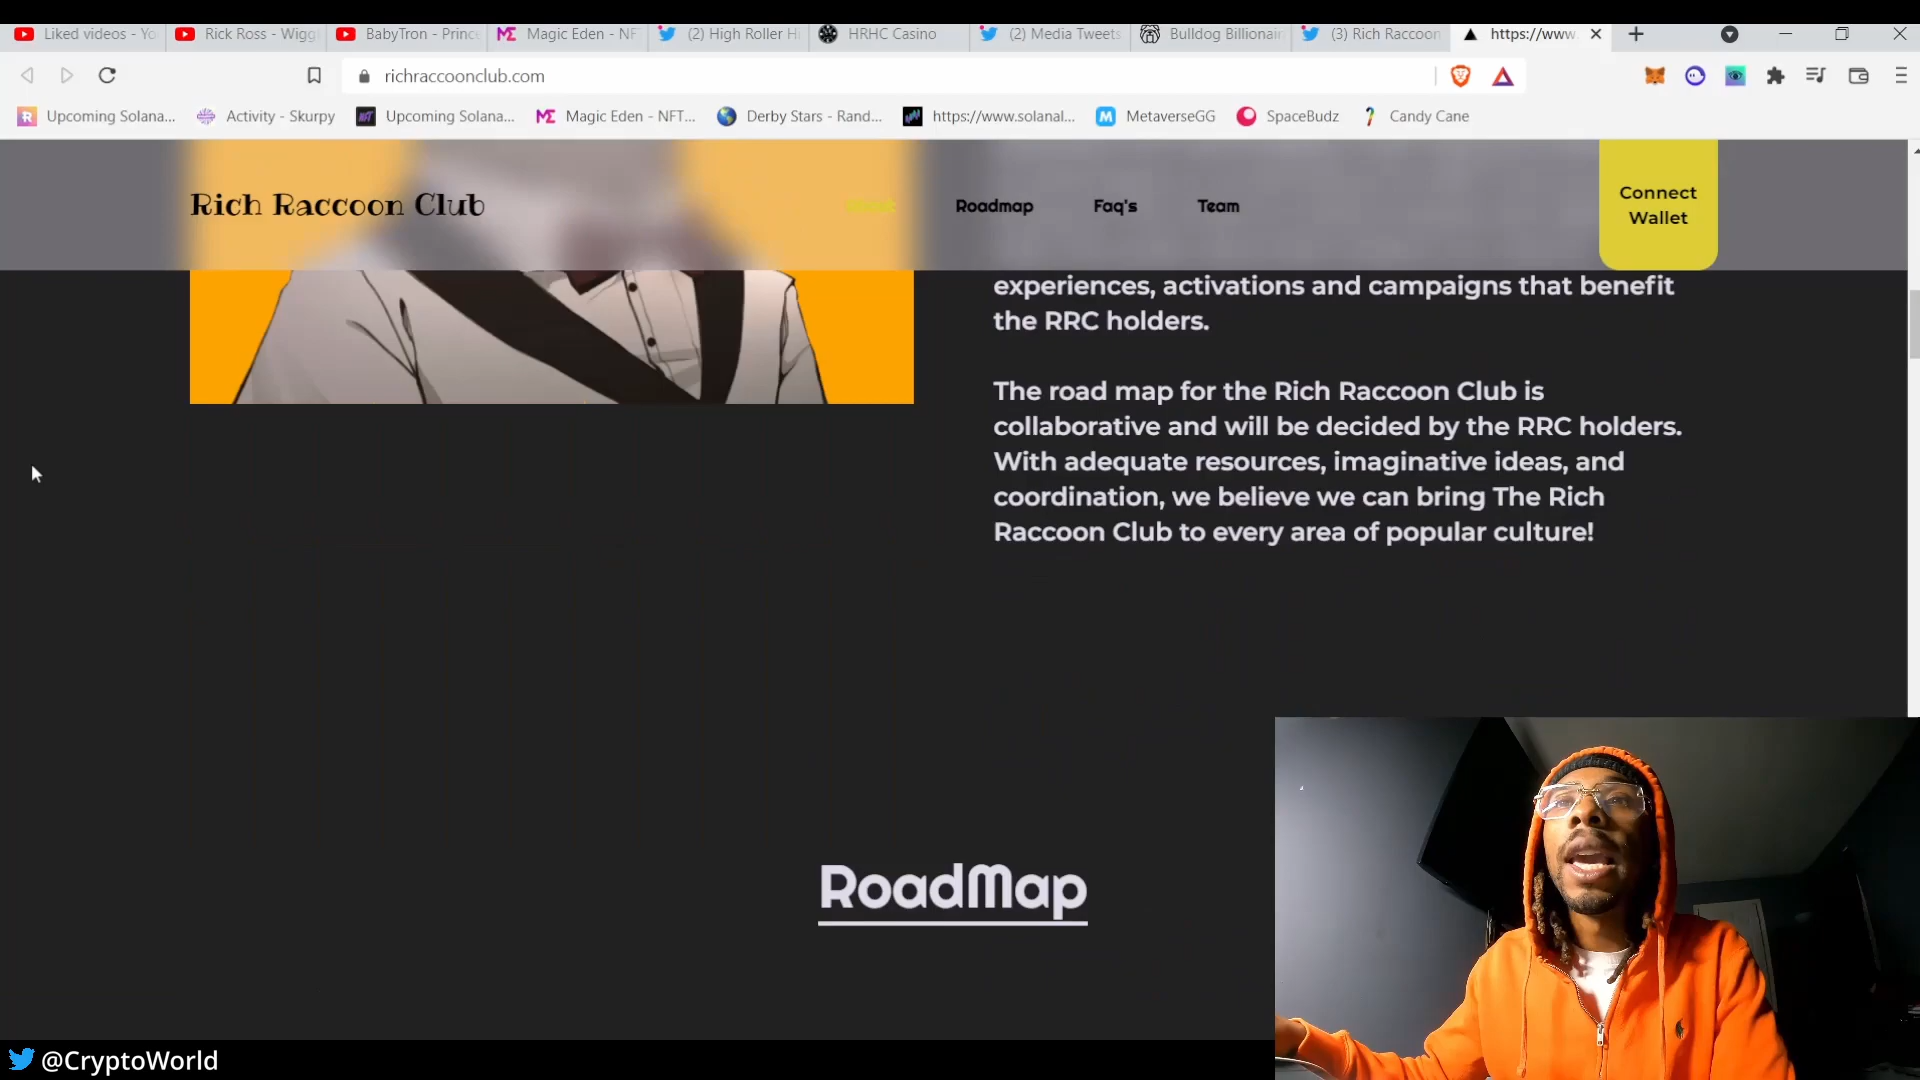 Liked videos - Yo
Rick Ross - Wiggi
BabyTron - Prince
Magic Eden - NF
(2) High Roller Hi
HRHC Casino
(2) Media Tweets
Bulldog Billionair
(3) Rich Raccoon
https://www.
richraccoonclub.com
Upcoming Solana...
Activity - Skurpy
Upcoming Solana...
Magic Eden - NFT...
Derby Stars - Rand...
https://www.solanal...
MetaverseGG
SpaceBudz
Candy Cane
Rich Raccoon Club
About
Roadmap
Faq's
Team
Connect
Wallet
experiences, activations and campaigns that benefit
the RRC holders.
The road map for the Rich Raccoon Club is
collaborative and will be decided by the RRC holders.
With adequate resources, imaginative ideas, and
coordination, we believe we can bring The Rich
Raccoon Club to every area of popular culture!
RoadMap
@CryptoWorld